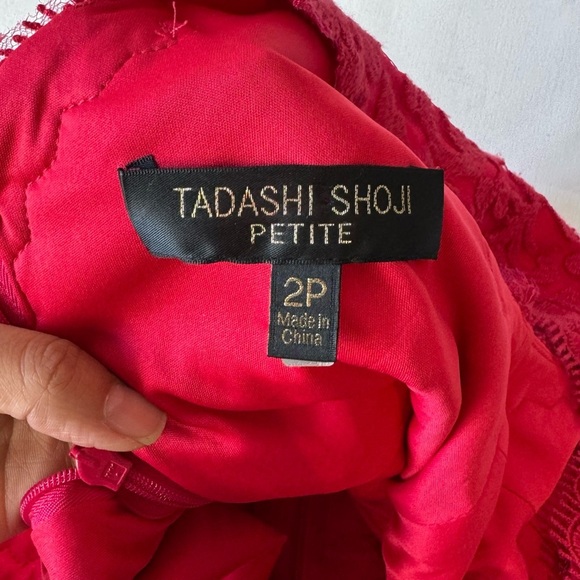 TADASHI SHOJI
PETITE
2P
Made in
China